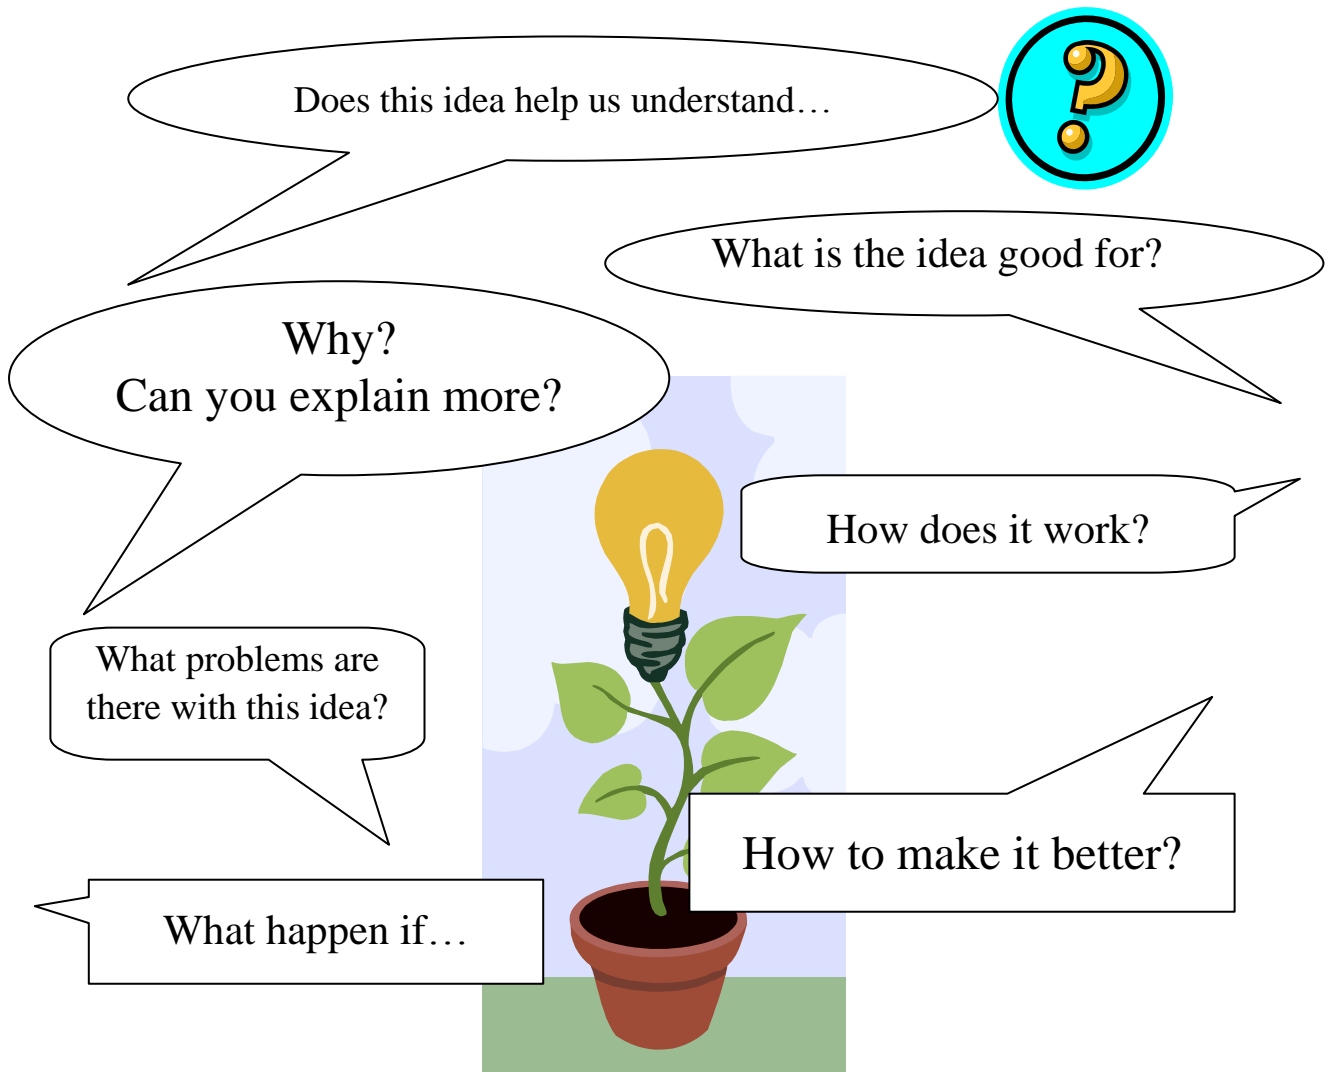 Does this idea help us understand…
What is the idea good for?
Why?
Can you explain more?
How does it work?
What problems are
there with this idea?
How to make it better?
What happen if…